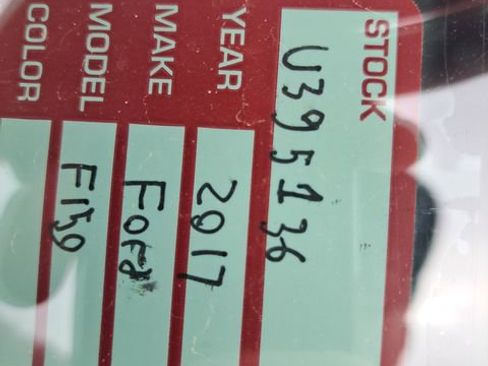 STOCK
U395136
YEAR 2017
MAKE Ford
MODEL F150
COLOR